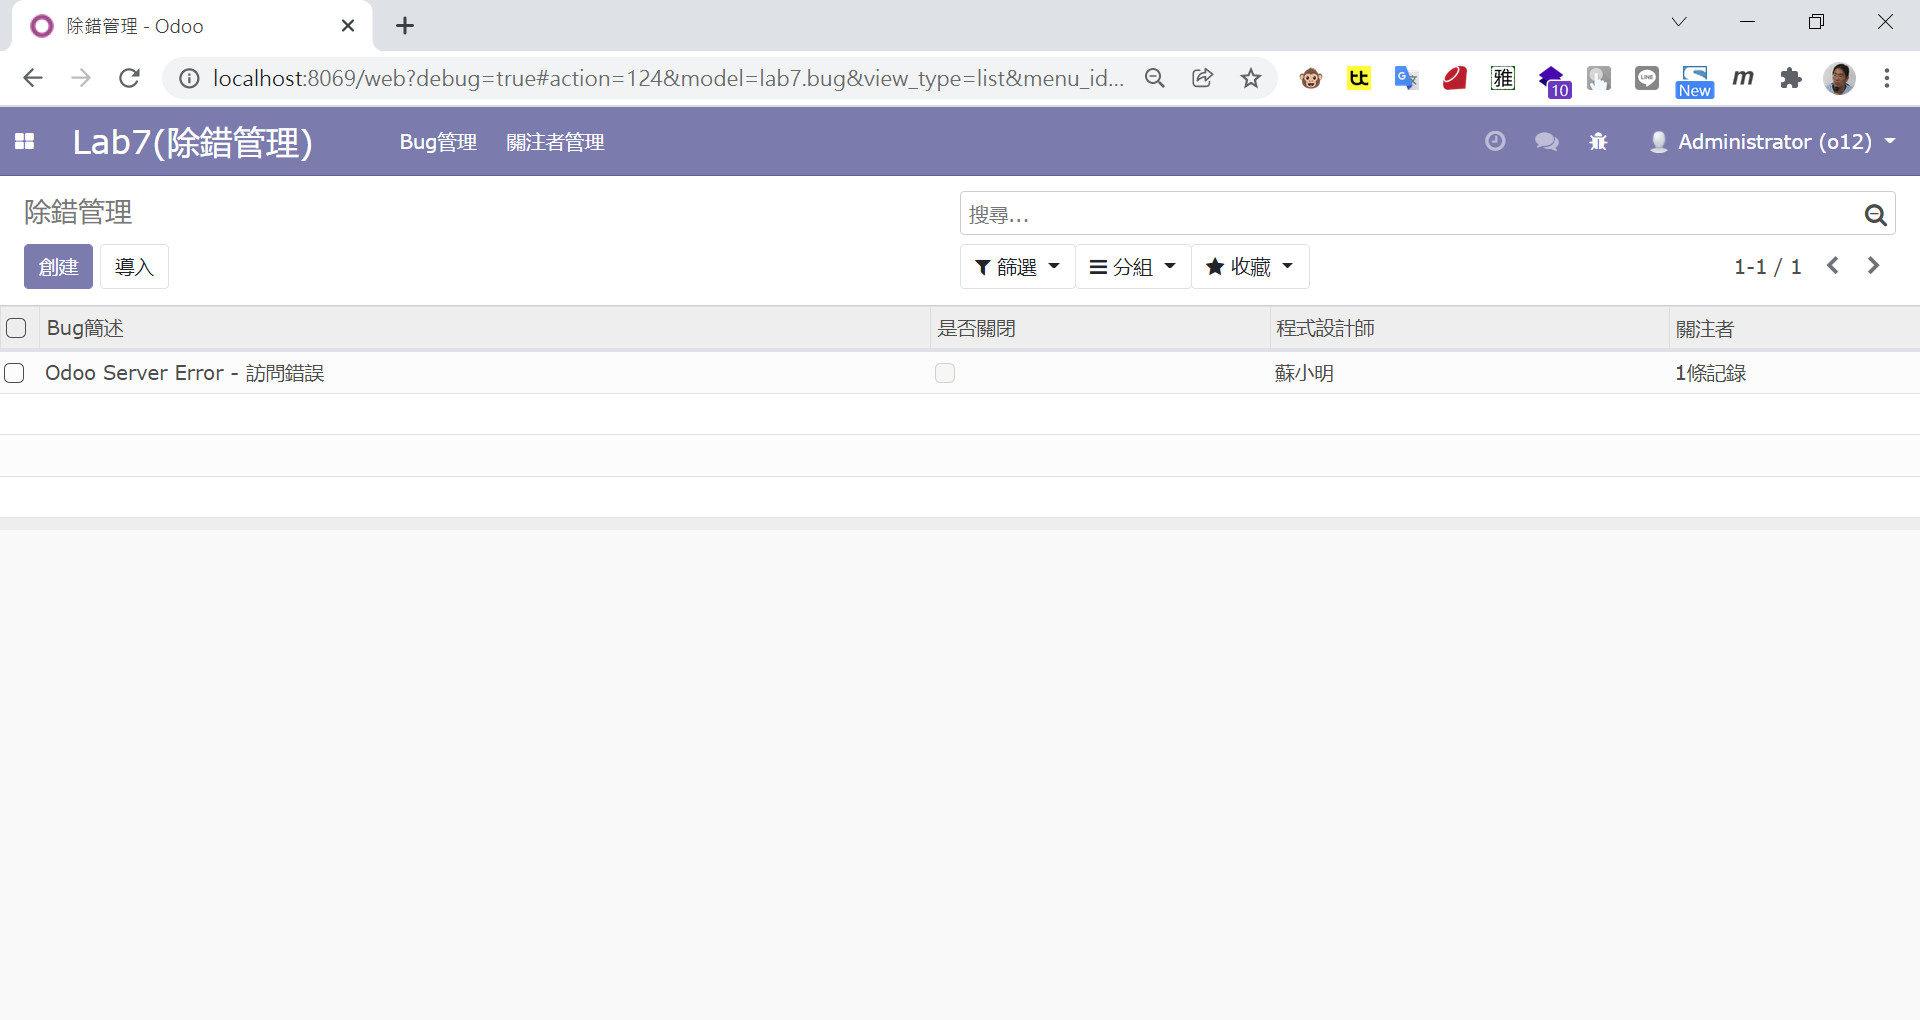 除錯管理 - Odoo
localhost:8069/web?debug=true#action=124&model=lab7.bug&view_type=list&menu_id...
tt
G
雅
10
LINE
New
m
Lab7(除錯管理)
Bug管理
關注者管理
Administrator (o12)
除錯管理
搜尋...
創建
導入
篩選
分組
收藏
1-1 / 1
Bug簡述
是否關閉
程式設計師
關注者
Odoo Server Error - 訪問錯誤
蘇小明
1條記錄